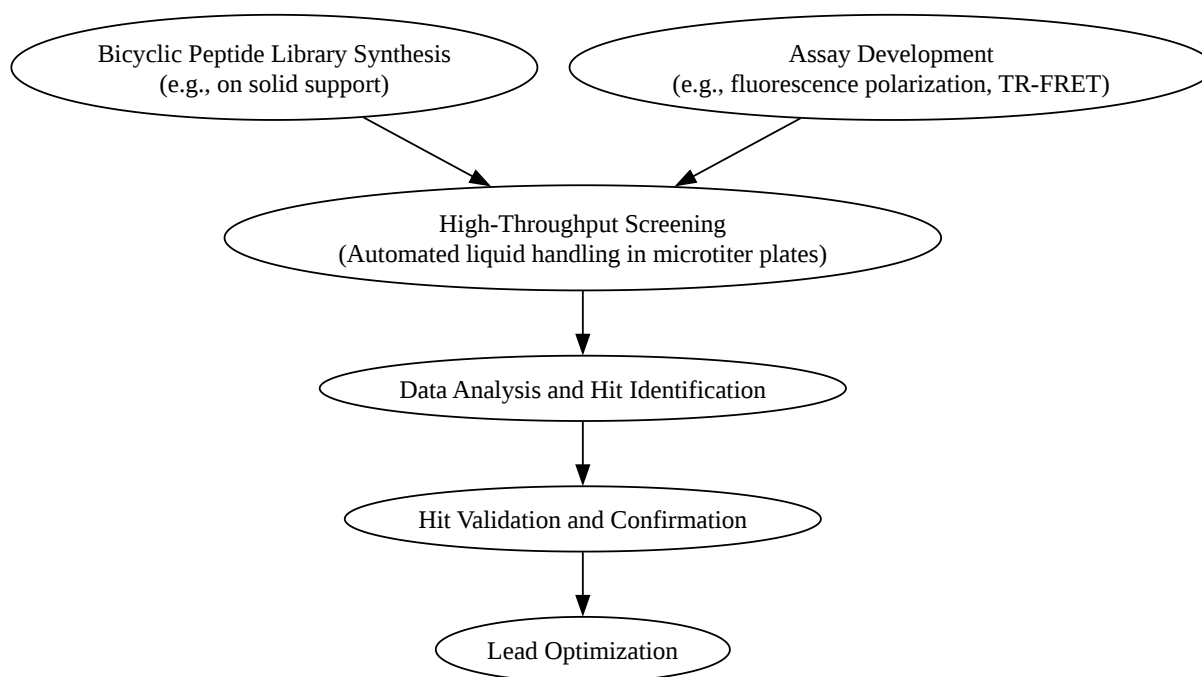 Bicyclic Peptide Library Synthesis
(e.g., on solid support)
Assay Development
(e.g., fluorescence polarization, TR-FRET)
High-Throughput Screening
(Automated liquid handling in microtiter plates)
Data Analysis and Hit Identification
Hit Validation and Confirmation
Lead Optimization